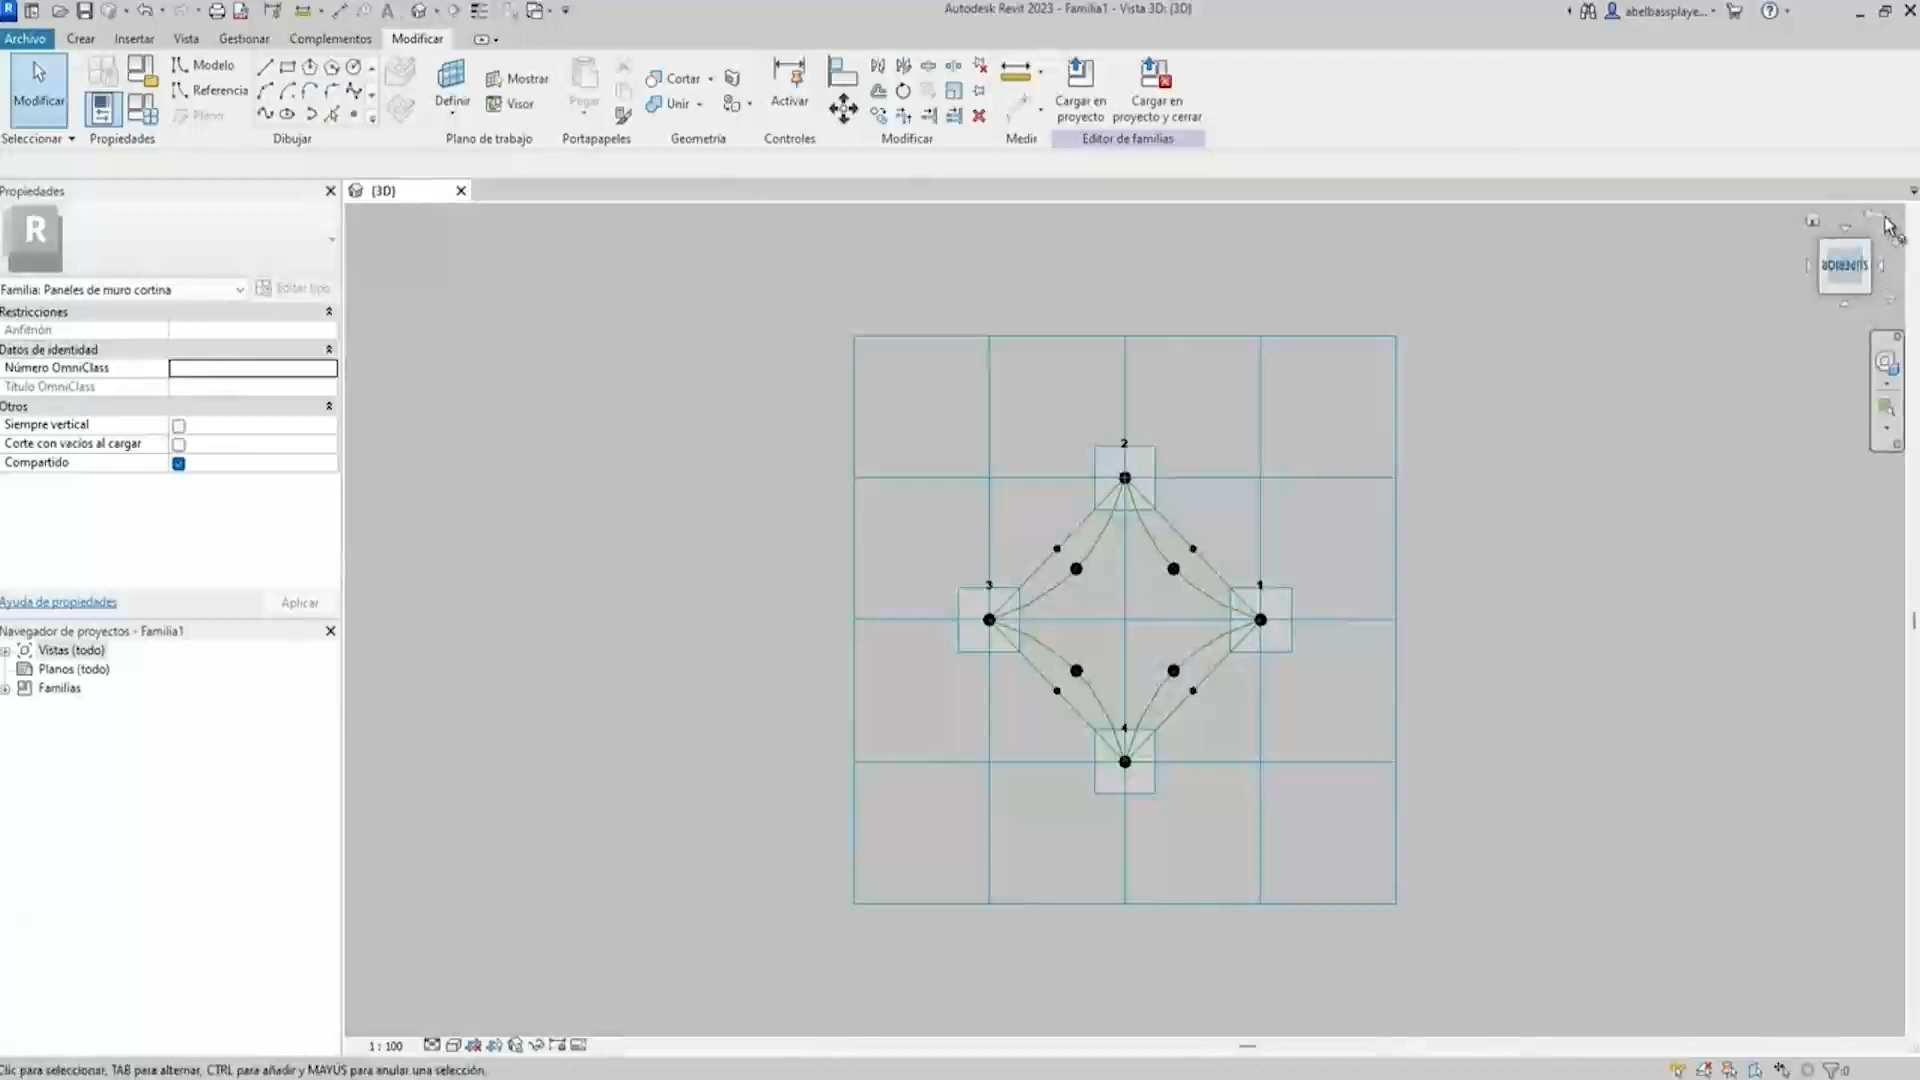 Autodesk Revit 2023 - Familia1 - Vista 3D: {3D}
abelbassplaye...
Archivo Crear Insertar Vista Gestionar Complementos Modificar
Modificar
Modelo
Referencia
Plano
Definir
Mostrar
Visor
Pegar
Cortar
Unir
Activar
Cargar en proyecto
Cargar en proyecto y cerrar
Seleccionar Propiedades Dibujar Plano de trabajo Portapapeles Geometría Controles Modificar Medir Editor de familias
Propiedades
{3D}
R
Familia: Paneles de muro cortina
Editar tipo
Restricciones
Anfitrión
Datos de identidad
Número OmniClass
Título OmniClass
Otros
Siempre vertical
Corte con vacíos al cargar
Compartido
Ayuda de propiedades
Aplicar
Navegador de proyectos - Familia1
Vistas (todo)
Planos (todo)
Familias
SUPERIOR
2
3
1
4
1 : 100
Clic para seleccionar, TAB para alternar, CTRL para añadir y MAYÚS para anular una selección.
:0